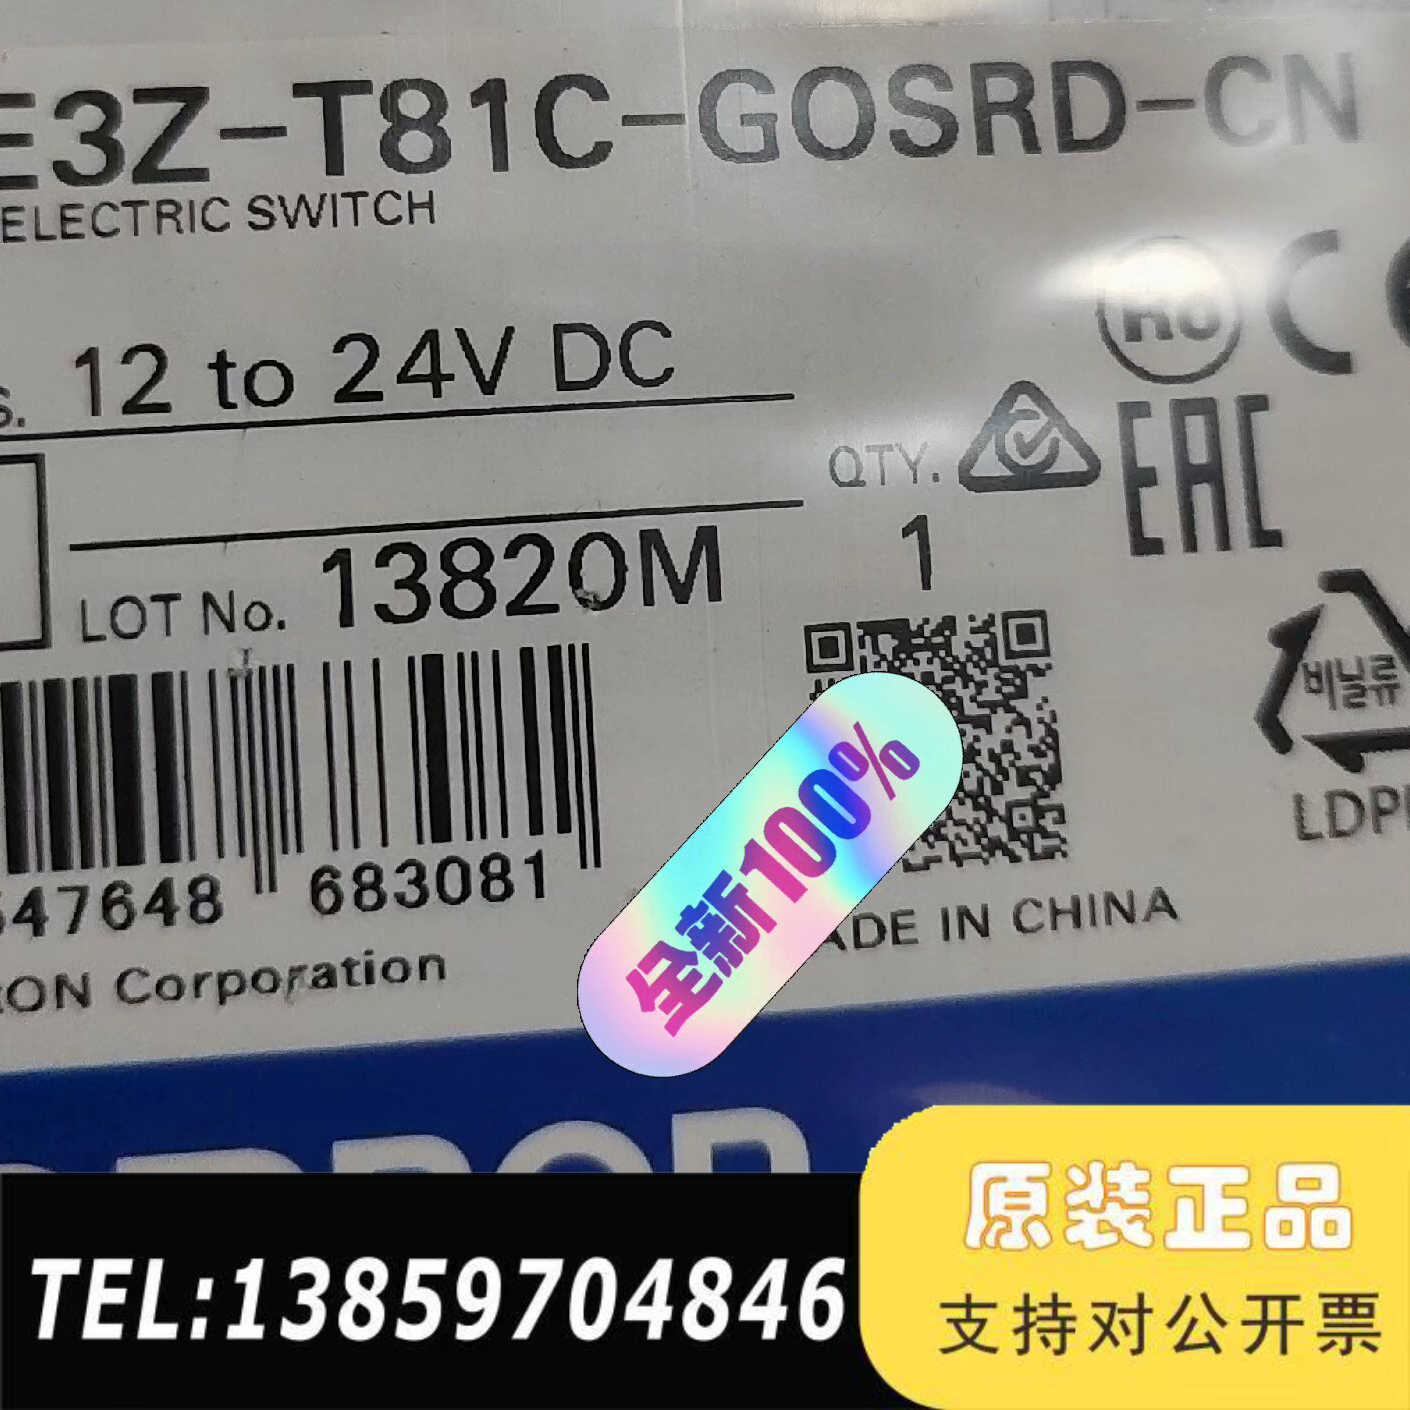 E3Z-T81C-GOSRD-CN
ELECTRIC SWITCH
s. 12 to 24V DC
QTY.
1
EAC
LOT No. 13820M
비닐류
LDP
547648 683081
ADE IN CHINA
RON Corporation
全新100%
TEL:13859704846
原装正品
支持对公开票